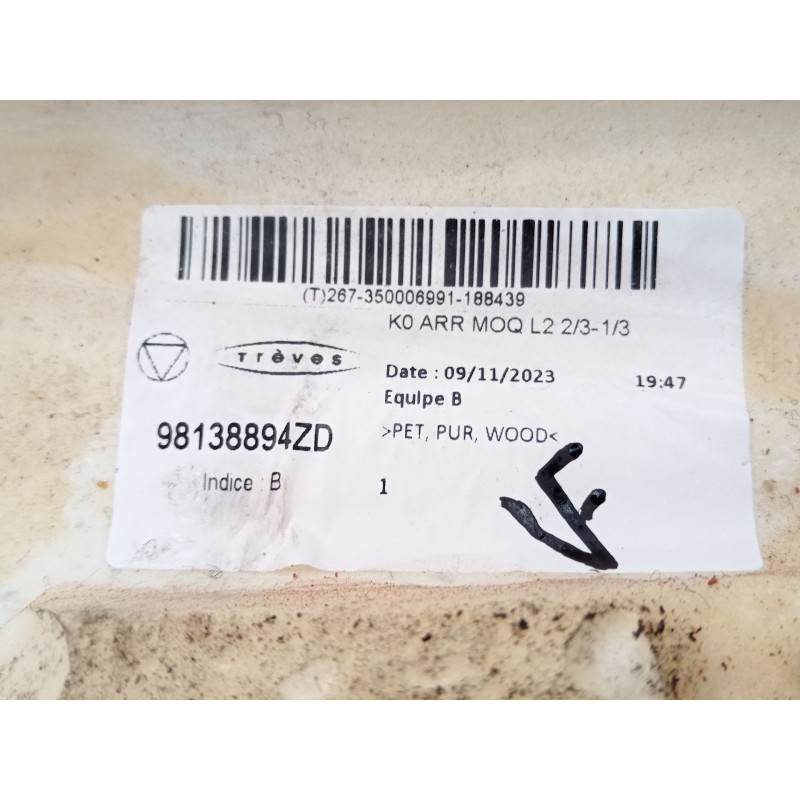 (T)267-350006991-188439
K0 ARR MOQ L2 2/3-1/3
Trèves
Date : 09/11/2023 19:47
Equipe B
98138894ZD
>PET, PUR, WOOD<
Indice : B
1